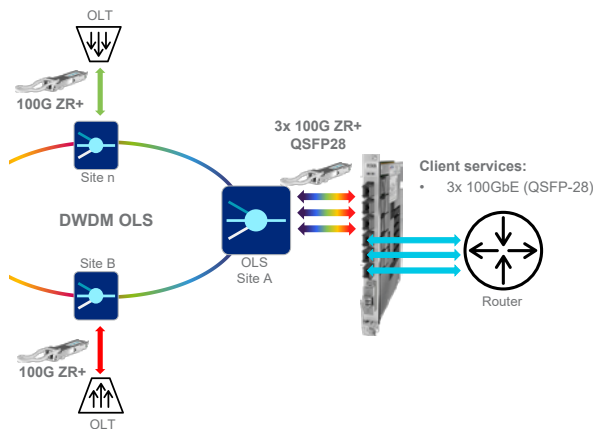 OLT
100G ZR+
Site n
3x 100G ZR+
QSFP28
Client services:
• 3x 100GbE (QSFP-28)
DWDM OLS
OLS
Site A
Router
Site B
100G ZR+
OLT